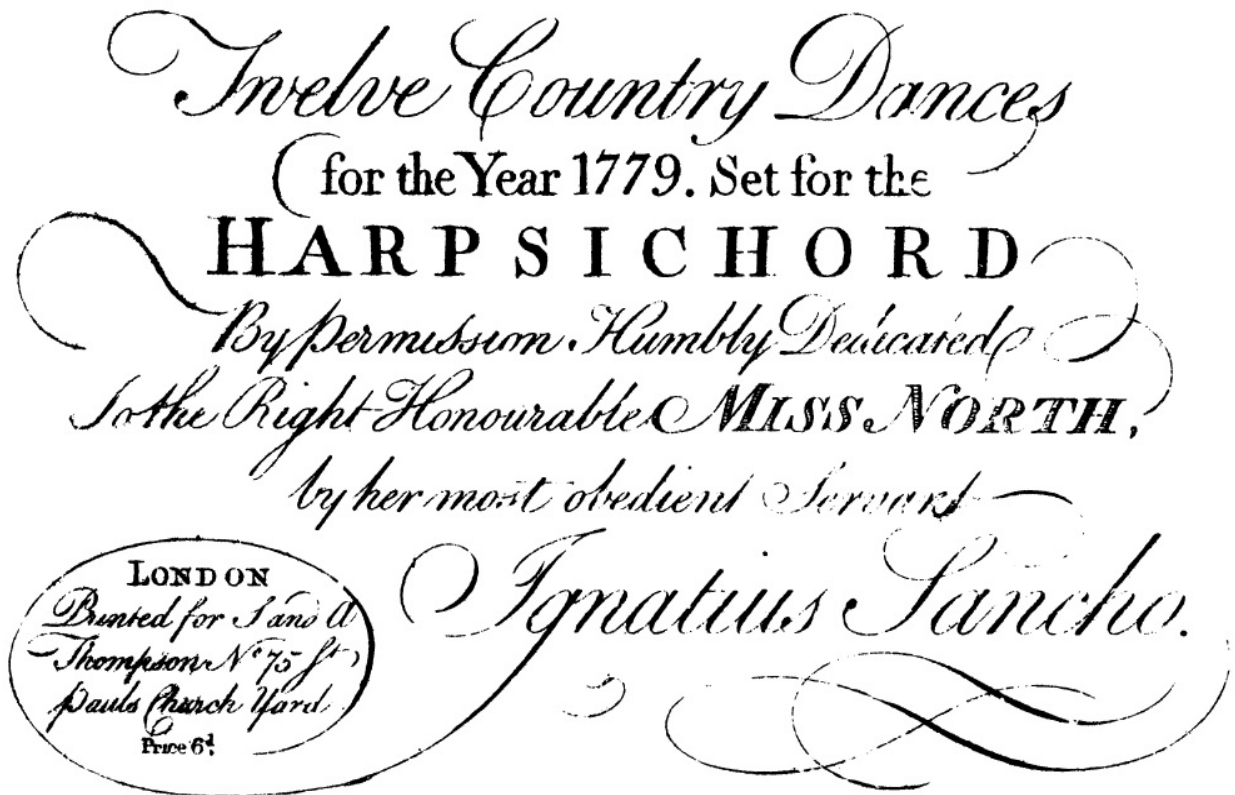 Twelve Country Dances
for the Year 1779. Set for the
HARPSICHORD
By permission Humbly Dedicated
To the Right Honourable MISS NORTH,
by her most obedient Servant
Ignatius Sancho.
LONDON
Printed for S and A
Thompson No 75 St
Pauls Church Yard
Price 6d.